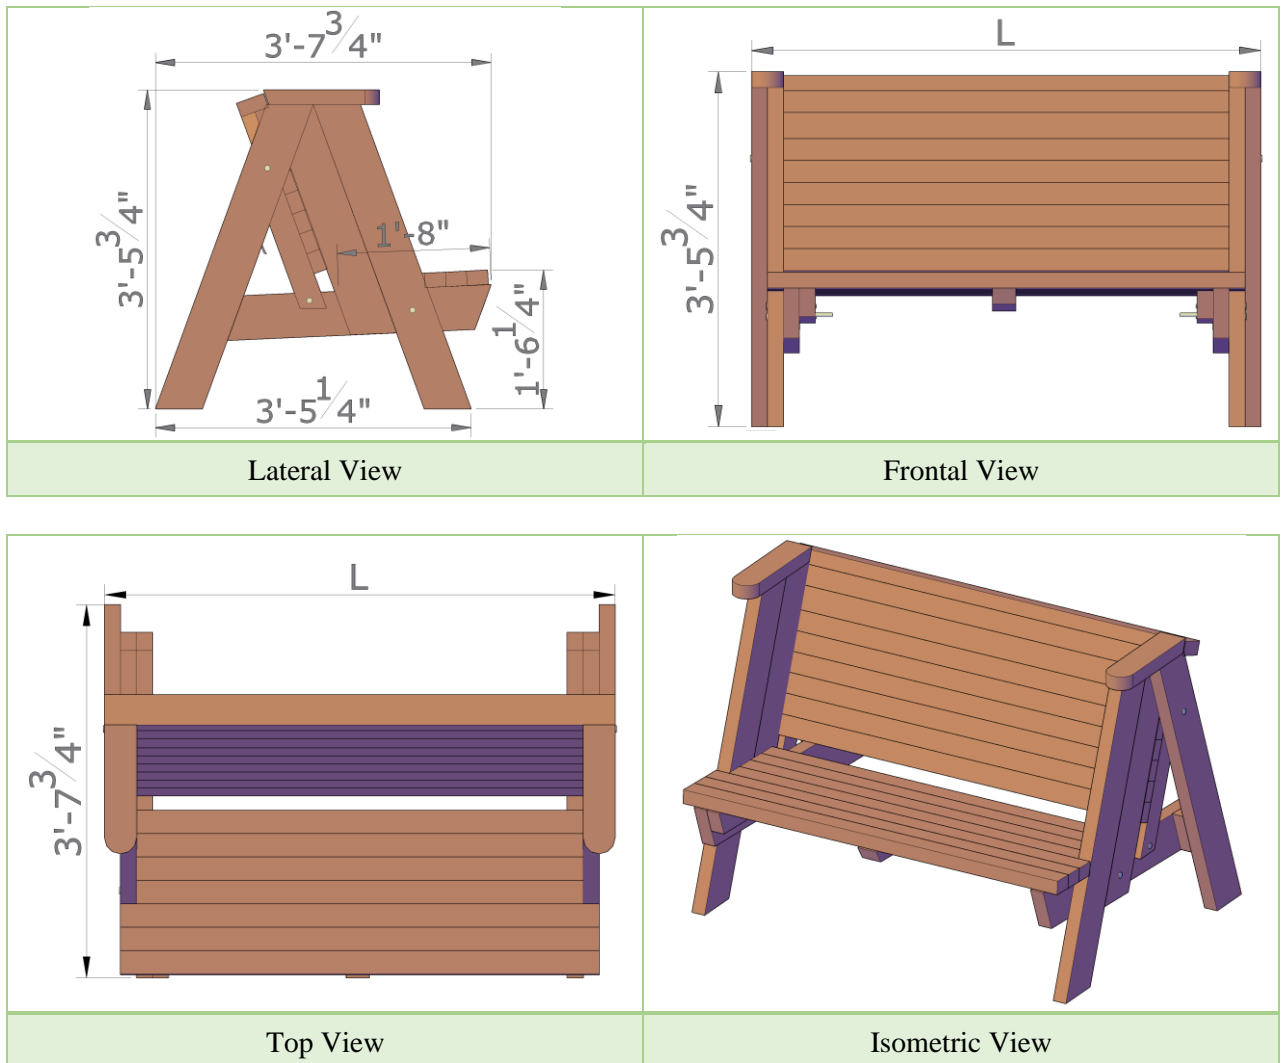 3'-7 3/4"
3'-5 3/4"
1'-8"
1'-6 1/4"
3'-5 1/4"
Lateral View
L
3'-5 3/4"
Frontal View
L
3'-7 3/4"
Top View
Isometric View